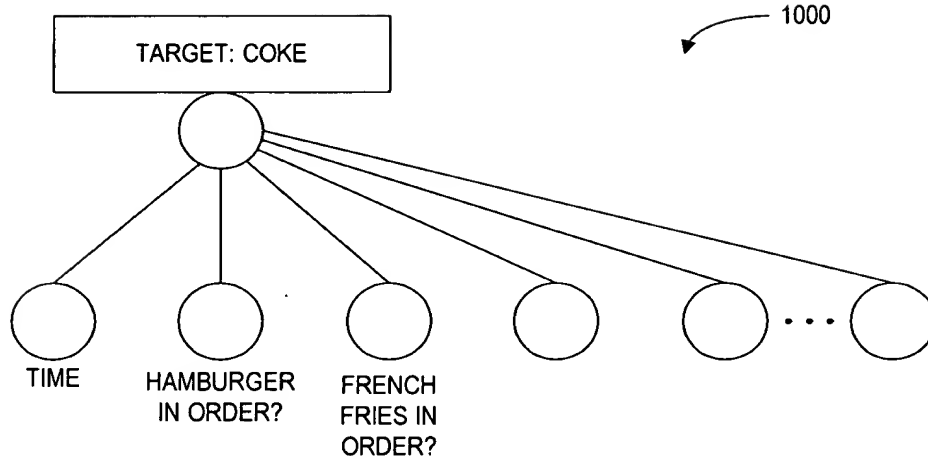 1000
TARGET: COKE
TIME
HAMBURGER
IN ORDER?
FRENCH
FRIES IN
ORDER?